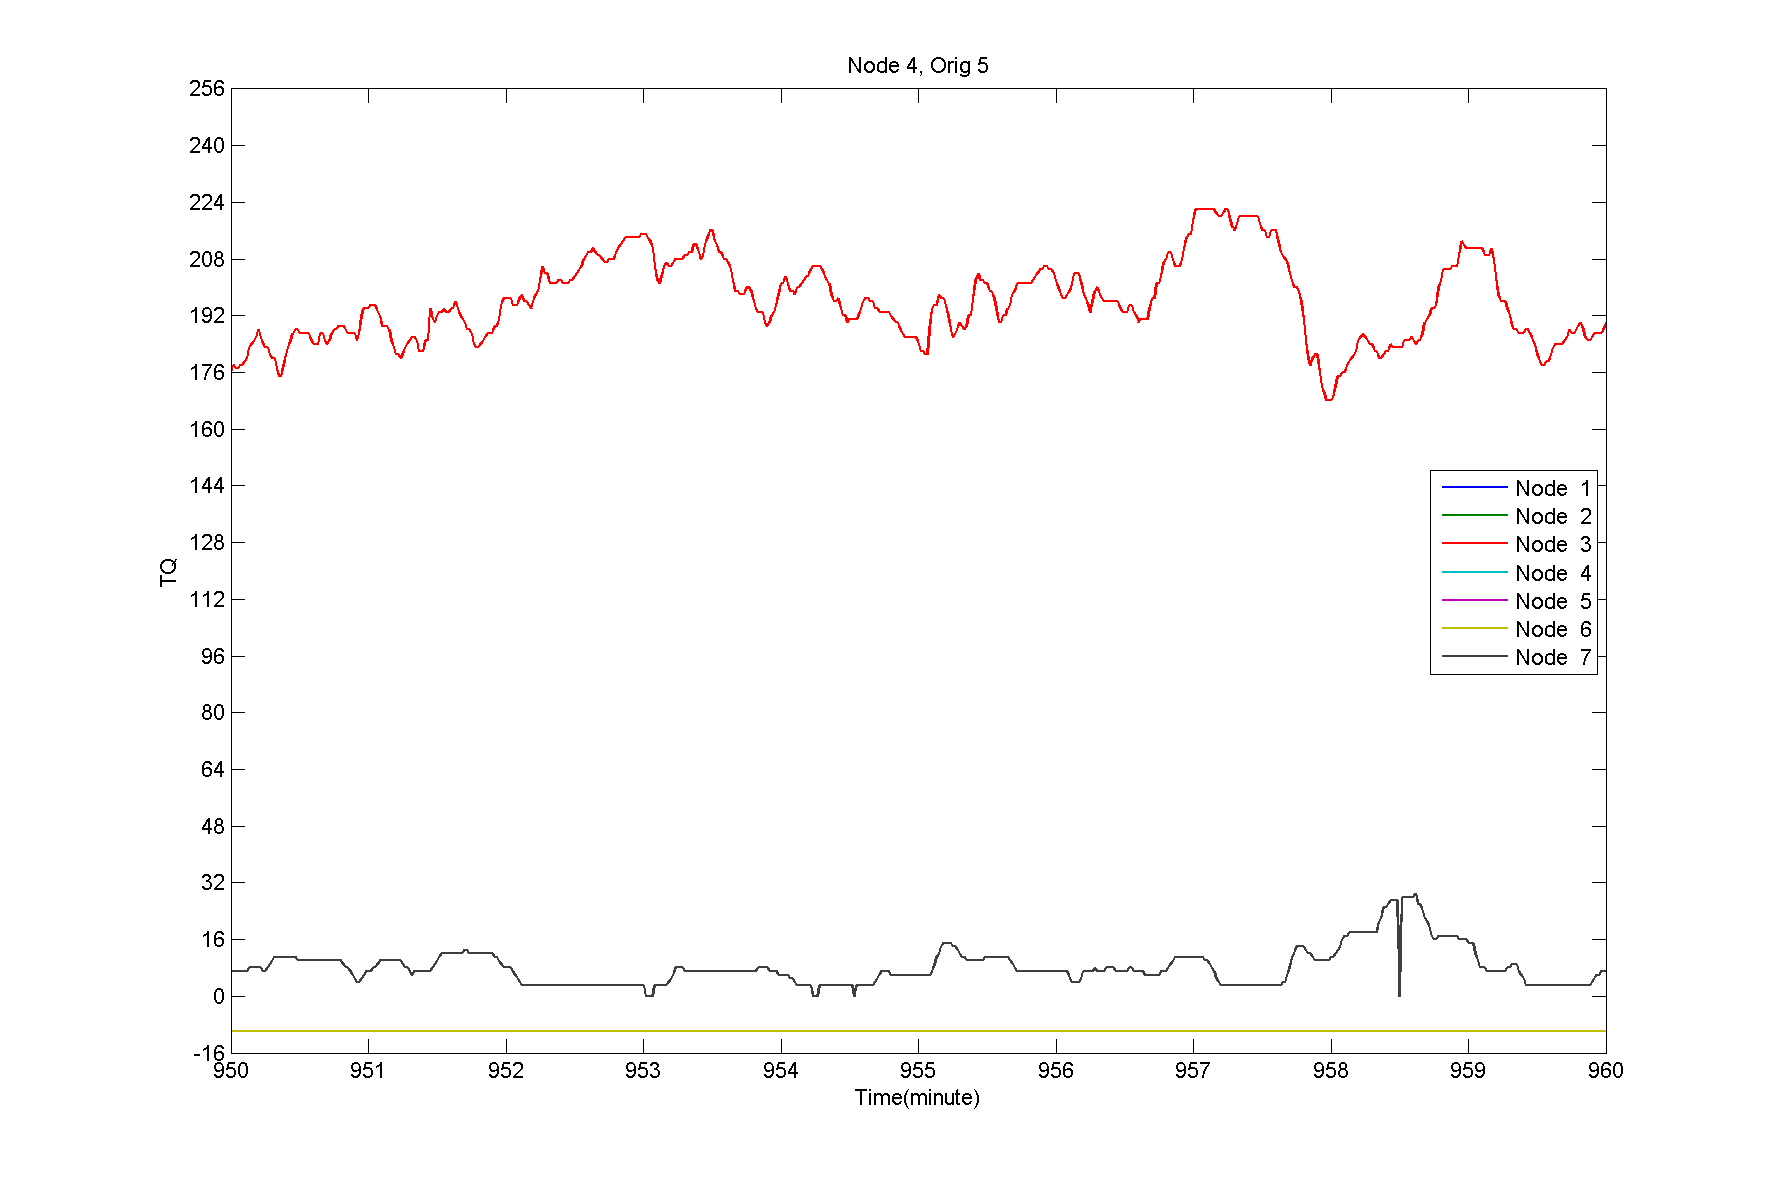 Node 4, Orig 5
256
240
224
208
192
176
160
144
128
112
96
80
64
48
32
16
0
-16
TQ
Node 1
Node 2
Node 3
Node 4
Node 5
Node 6
Node 7
950 951 952 953 954 955 956 957 958 959 960
Time(minute)